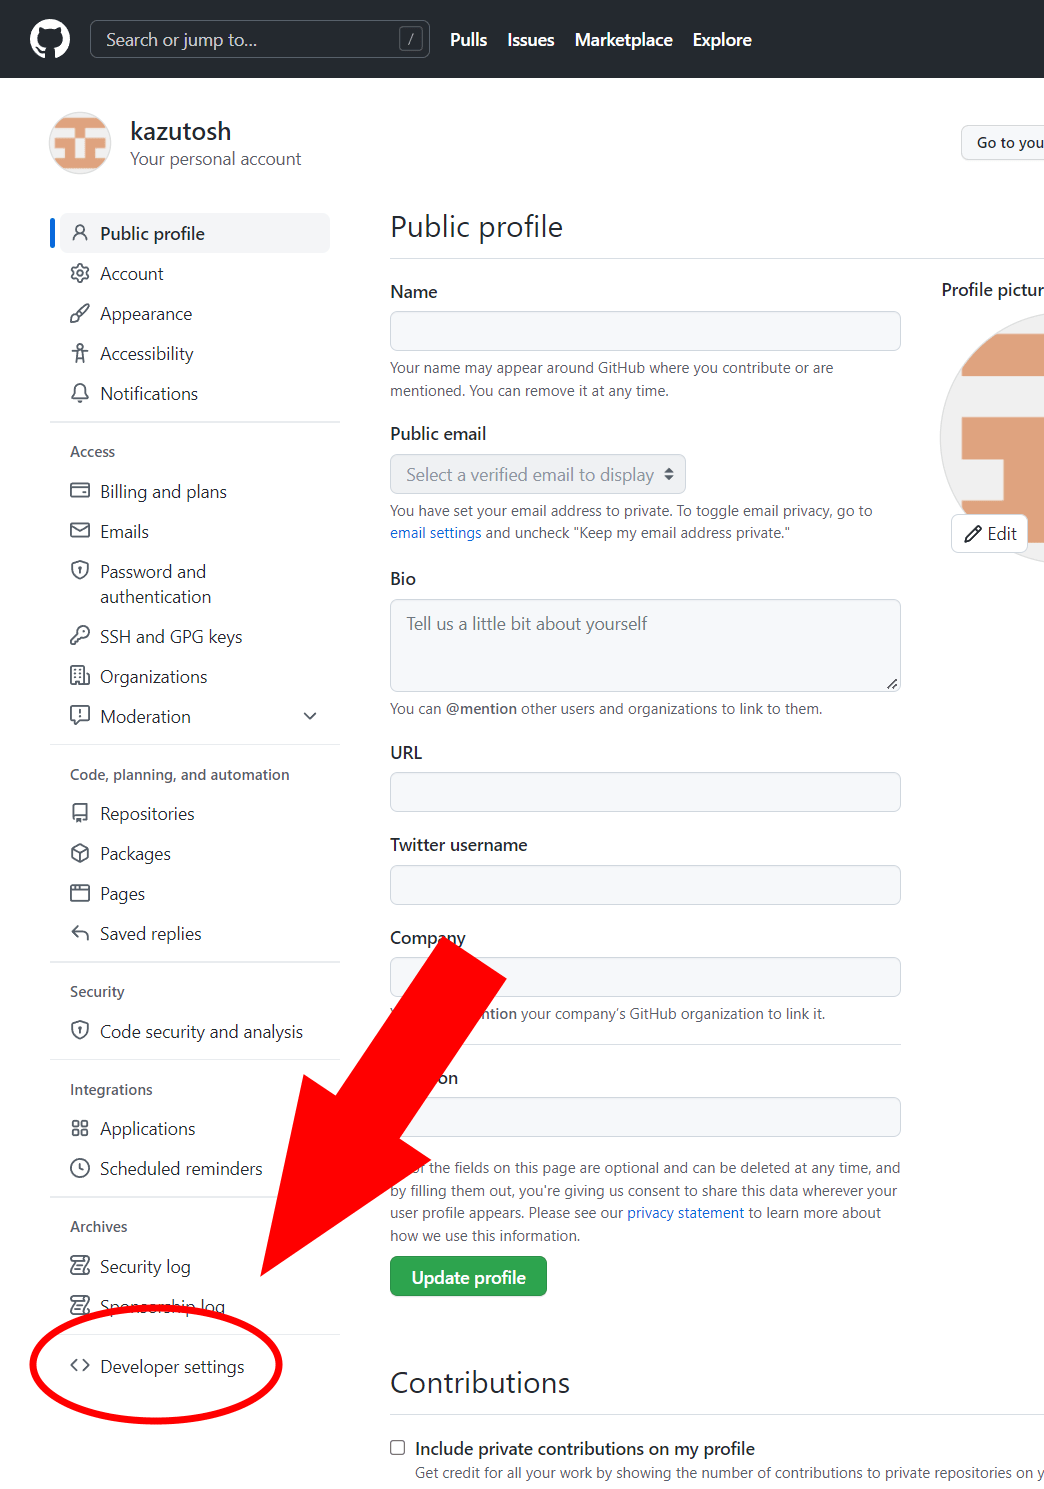 Search or jump to...
/
Pulls
Issues
Marketplace
Explore
kazutosh
Your personal account
Go to you
Public profile
Account
Appearance
Accessibility
Notifications
Access
Billing and plans
Emails
Password and
authentication
SSH and GPG keys
Organizations
Moderation
Code, planning, and automation
Repositories
Packages
Pages
Saved replies
Security
Code security and analysis
Integrations
Applications
Scheduled reminders
Archives
Security log
Sponsorship log
Developer settings
Public profile
Name
Your name may appear around GitHub where you contribute or are
mentioned. You can remove it at any time.
Public email
Select a verified email to display
You have set your email address to private. To toggle email privacy, go to
email settings and uncheck "Keep my email address private."
Bio
Tell us a little bit about yourself
You can @mention other users and organizations to link to them.
URL
Twitter username
Company
your company's GitHub organization to link it.
the fields on this page are optional and can be deleted at any time, and
by filling them out, you're giving us consent to share this data wherever your
user profile appears. Please see our privacy statement to learn more about
how we use this information.
Update profile
Profile pictur
Edit
Contributions
Include private contributions on my profile
Get credit for all your work by showing the number of contributions to private repositories on y